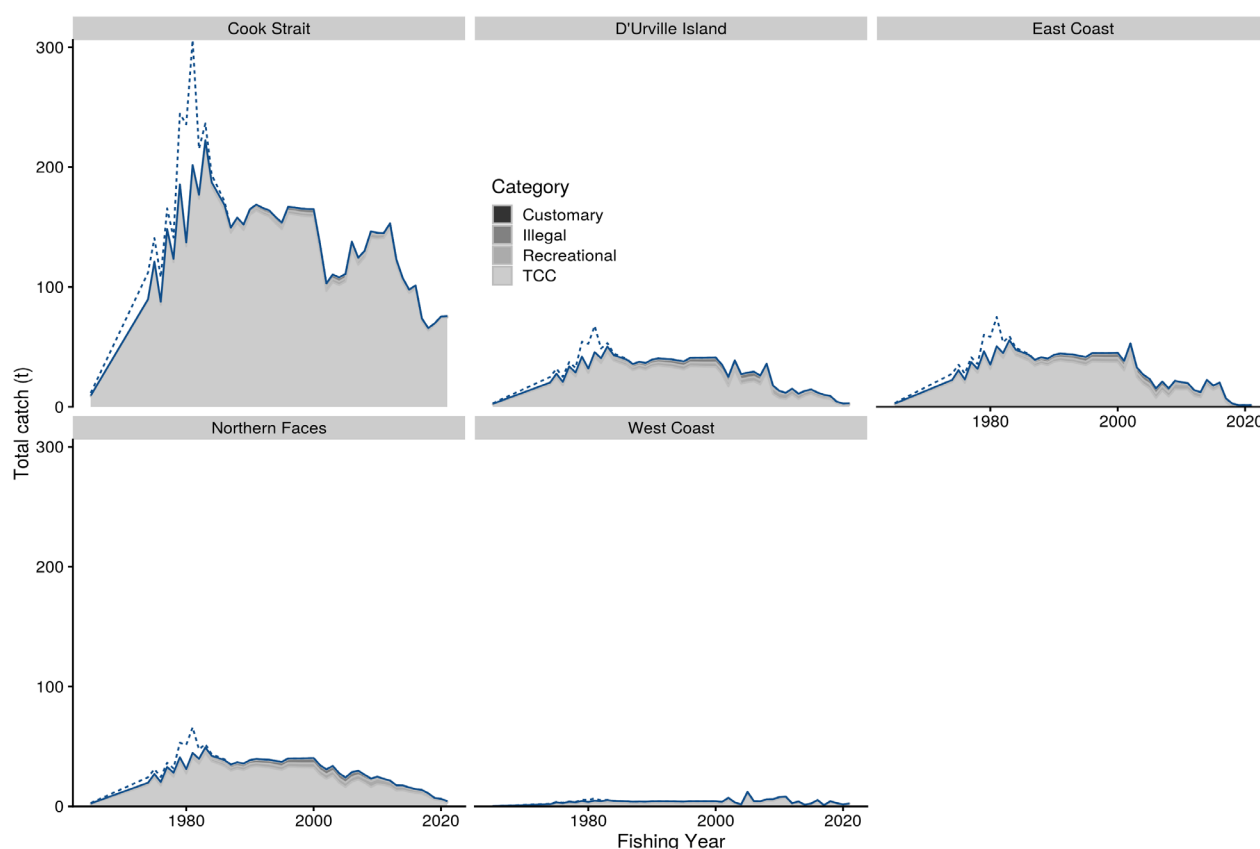 Cook Strait
D'Urville Island
East Coast
300
200
100
0
Category
Customary
Illegal
Recreational
TCC
1980
2000
2020
Total catch (t)
Northern Faces
West Coast
300
200
100
0
1980
2000
2020
1980
2000
2020
Fishing Year